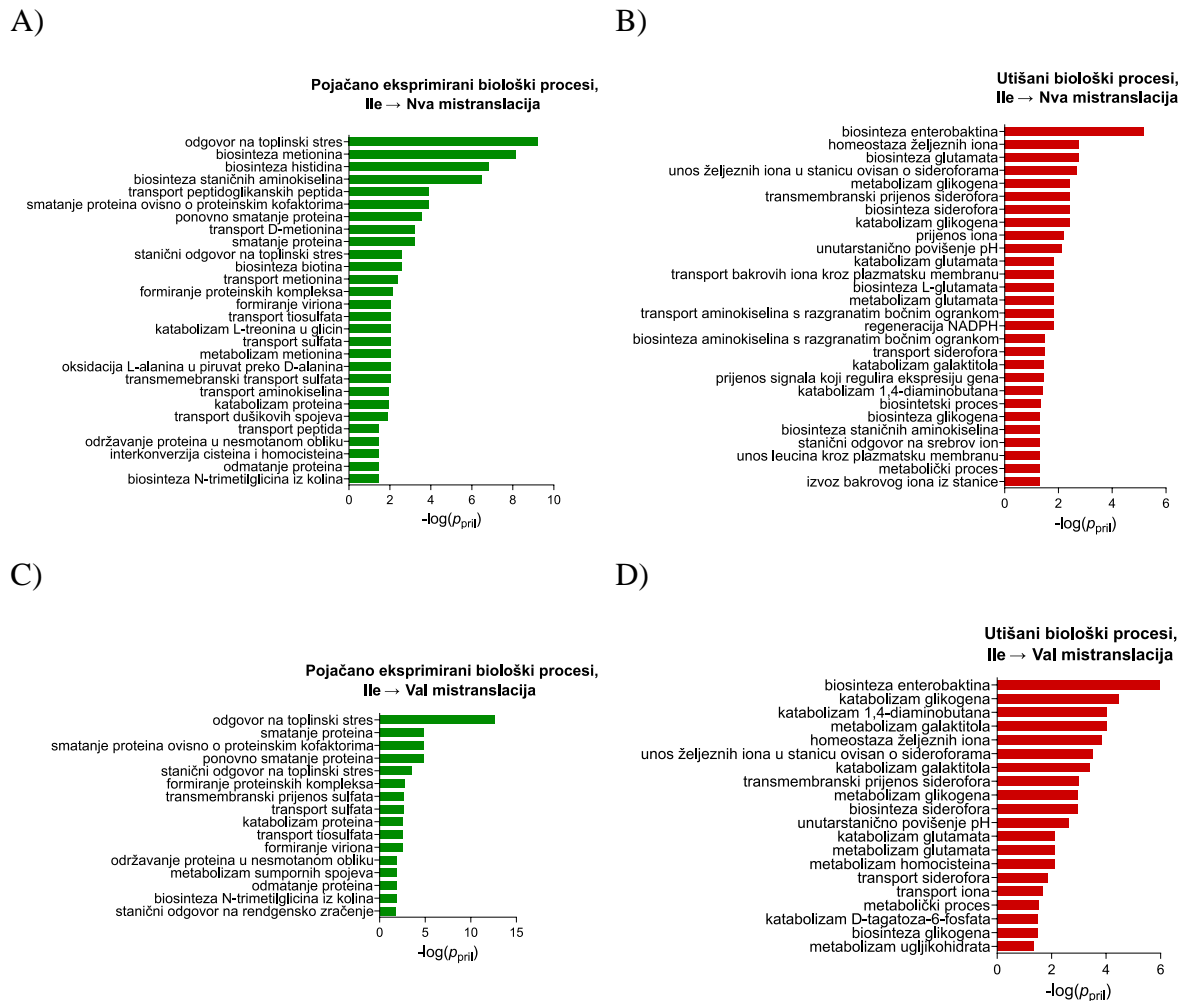 A)
Pojačano eksprimirani biološki procesi,
Ile → Nva mistranslacija
odgovor na toplinski stres
biosinteza metionina
biosinteza histidina
biosinteza staničnih aminokiselina
transport peptidoglikanskih peptida
smatanje proteina ovisno o proteinskim kofaktorima
ponovno smatanje proteina
transport D-metionina
smatanje proteina
stanični odgovor na toplinski stres
biosinteza biotina
transport metionina
formiranje proteinskih kompleksa
formiranje viriona
transport tiosulfata
katabolizam L-treonina u glicin
transport sulfata
metabolizam metionina
oksidacija L-alanina u piruvat preko D-alanina
transmemebranski transport sulfata
transport aminokiselina
katabolizam proteina
transport dušikovih spojeva
transport peptida
održavanje proteina u nesmotanom obliku
interkonverzija cisteina i homocisteina
odmatanje proteina
biosinteza N-trimetilglicina iz kolina
0 2 4 6 8 10
-log(p_pril)
B)
Utišani biološki procesi,
Ile → Nva mistranslacija
biosinteza enterobaktina
homeostaza željeznih iona
biosinteza glutamata
unos željeznih iona u stanicu ovisan o sideroforama
metabolizam glikogena
transmembranski prijenos siderofora
biosinteza siderofora
katabolizam glikogena
prijenos iona
unutarstanično povišenje pH
katabolizam glutamata
transport bakrovih iona kroz plazmatsku membranu
biosinteza L-glutamata
metabolizam glutamata
transport aminokiselina s razgranatim bočnim ogrankom
regeneracija NADPH
biosinteza aminokiselina s razgranatim bočnim ogrankom
transport siderofora
katabolizam galaktitola
prijenos signala koji regulira ekspresiju gena
katabolizam 1,4-diaminobutana
biosintetski proces
biosinteza glikogena
biosinteza staničnih aminokiselina
stanični odgovor na srebrov ion
unos leucina kroz plazmatsku membranu
metabolički proces
izvoz bakrovog iona iz stanice
0 2 4 6
-log(p_pril)
C)
Pojačano eksprimirani biološki procesi,
Ile → Val mistranslacija
odgovor na toplinski stres
smatanje proteina
smatanje proteina ovisno o proteinskim kofaktorima
ponovno smatanje proteina
stanični odgovor na toplinski stres
formiranje proteinskih kompleksa
transmembranski prijenos sulfata
transport sulfata
katabolizam proteina
transport tiosulfata
formiranje viriona
održavanje proteina u nesmotanom obliku
metabolizam sumpornih spojeva
odmatanje proteina
biosinteza N-trimetilglicina iz kolina
stanični odgovor na rendgensko zračenje
0 5 10 15
-log(p_pril)
D)
Utišani biološki procesi,
Ile → Val mistranslacija
biosinteza enterobaktina
katabolizam glikogena
katabolizam 1,4-diaminobutana
metabolizam galaktitola
homeostaza željeznih iona
unos željeznih iona u stanicu ovisan o sideroforama
katabolizam galaktitola
transmembranski prijenos siderofora
metabolizam glikogena
biosinteza siderofora
unutarstanično povišenje pH
katabolizam glutamata
metabolizam glutamata
metabolizam homocisteina
transport siderofora
transport iona
metabolički proces
katabolizam D-tagatoza-6-fosfata
biosinteza glikogena
metabolizam ugljikohidrata
0 2 4 6
-log(p_pril)